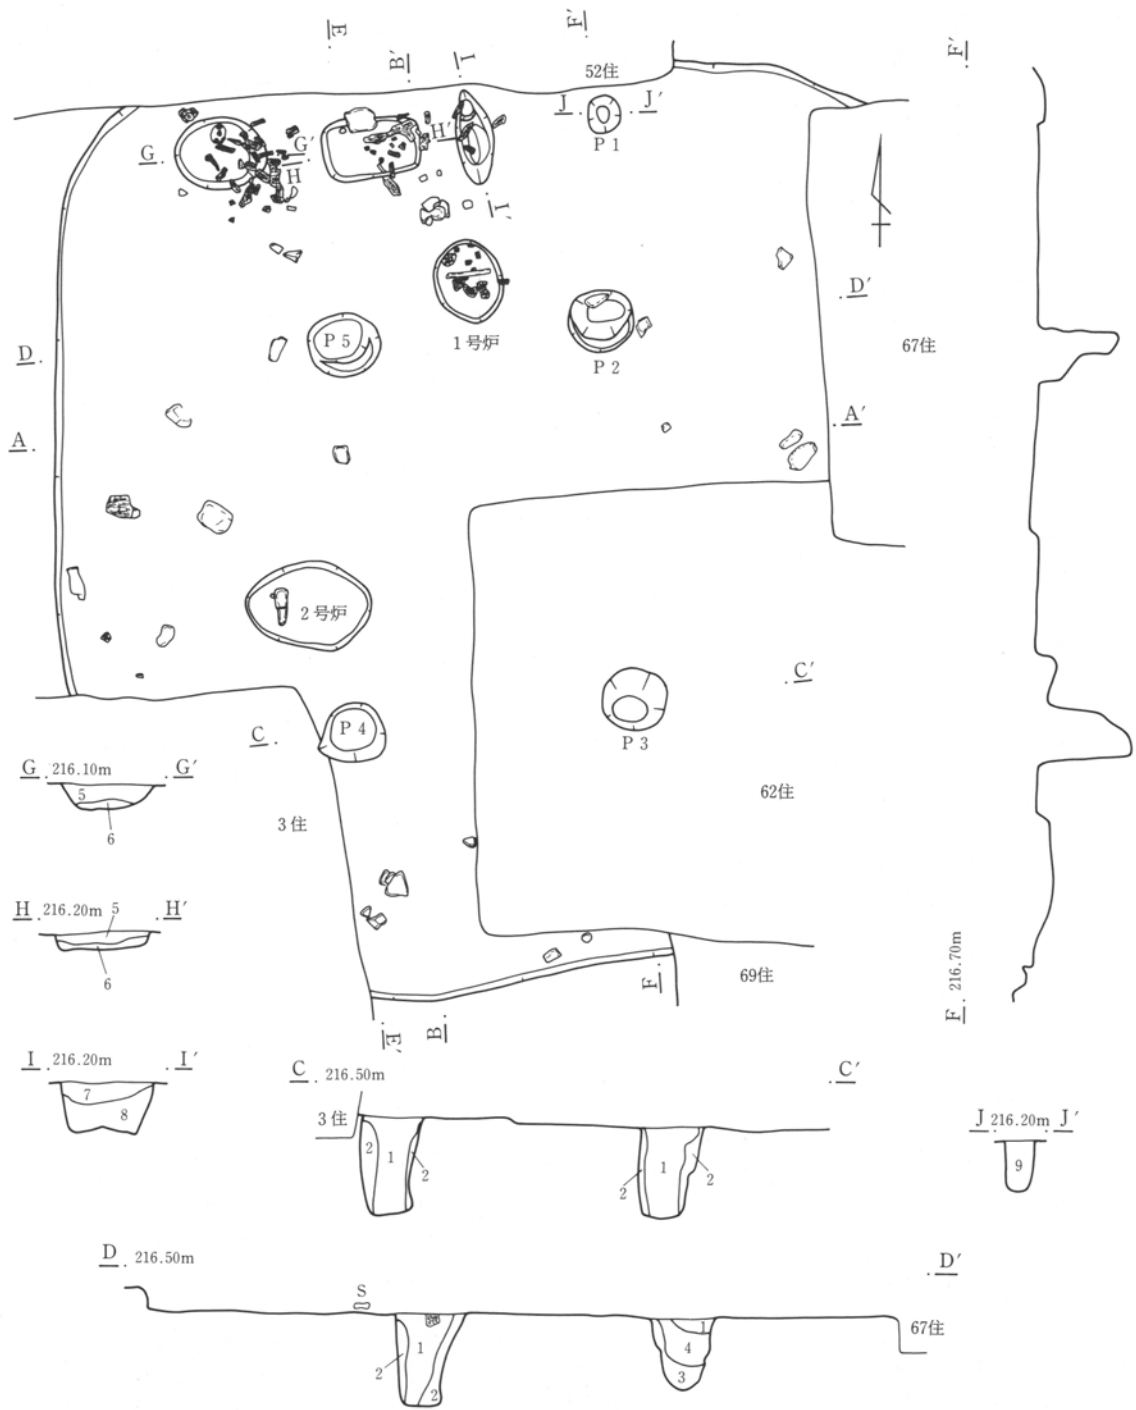 E
B′
I
F′
F′
52住
J
J′
P 1
G
G′
H
H′
I′
D′
P 5
1号炉
P 2
67住
D
A
A′
2号炉
C′
P 4
C
P 3
62住
3住
G 216.10m G′
5
6
H 216.20m 5 H′
6
F
69住
F 216.70m
E′
B
I 216.20m I′
7
8
C 216.50m C′
3住
2 1 2
2 1 2
J 216.20m J′
9
D 216.50m D′
S
67住
2 1 2
1
4
3